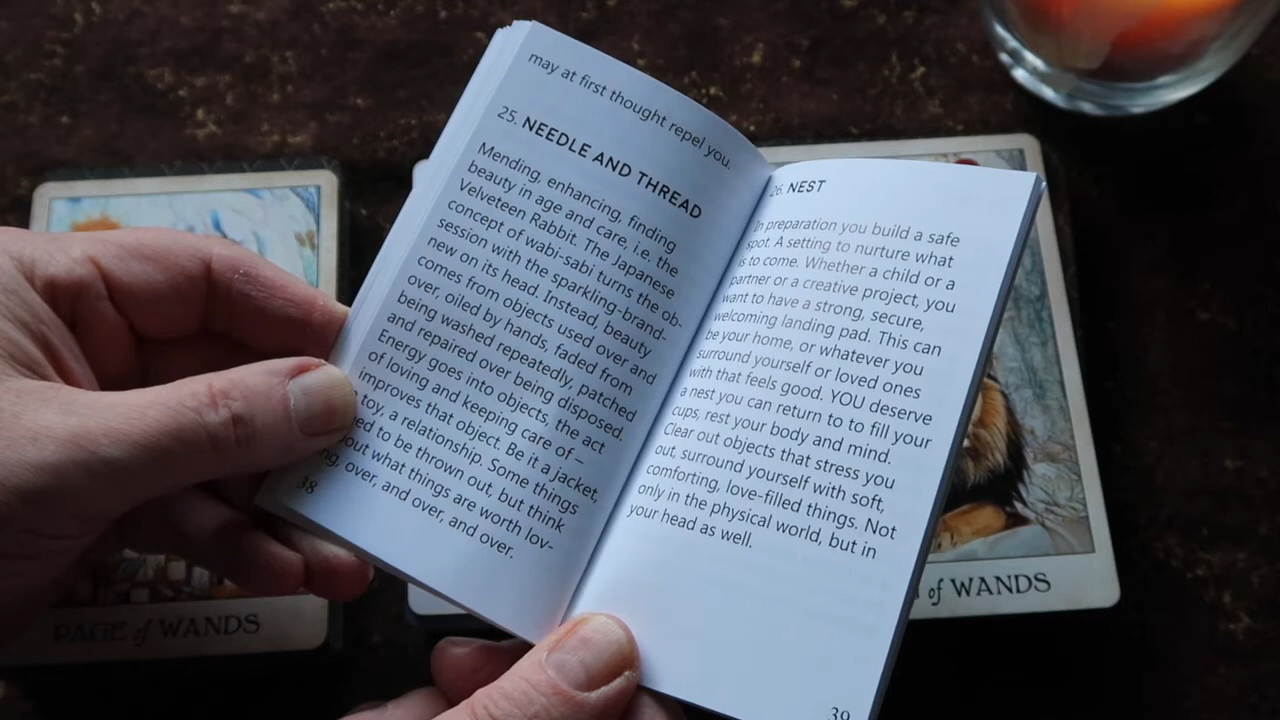 may at first thought repel you.
25. NEEDLE AND THREAD
Mending, enhancing, finding
beauty in age and care, i.e. the
Velveteen Rabbit. The Japanese
concept of wabi-sabi turns the ob-
session with the sparkling-brand-
new on its head. Instead, beauty
comes from objects used over and
over, oiled by hands, faded from
being washed repeatedly, patched
and repaired over being disposed.
Energy goes into objects, the act
of loving and keeping care of –
improves that object. Be it a jacket,
toy, a relationship. Some things
to be thrown out, but think
about what things are worth lov-
over, and over, and over.
38
26. NEST
In preparation you build a safe
spot. A setting to nurture what
is to come. Whether a child or a
partner or a creative project, you
want to have a strong, secure,
welcoming landing pad. This can
be your home, or whatever you
surround yourself or loved ones
with that feels good. YOU deserve
a nest you can return to to fill your
cups, rest your body and mind.
Clear out objects that stress you
out, surround yourself with soft,
comforting, love-filled things. Not
only in the physical world, but in
your head as well.
39
PAGE of WANDS
of WANDS